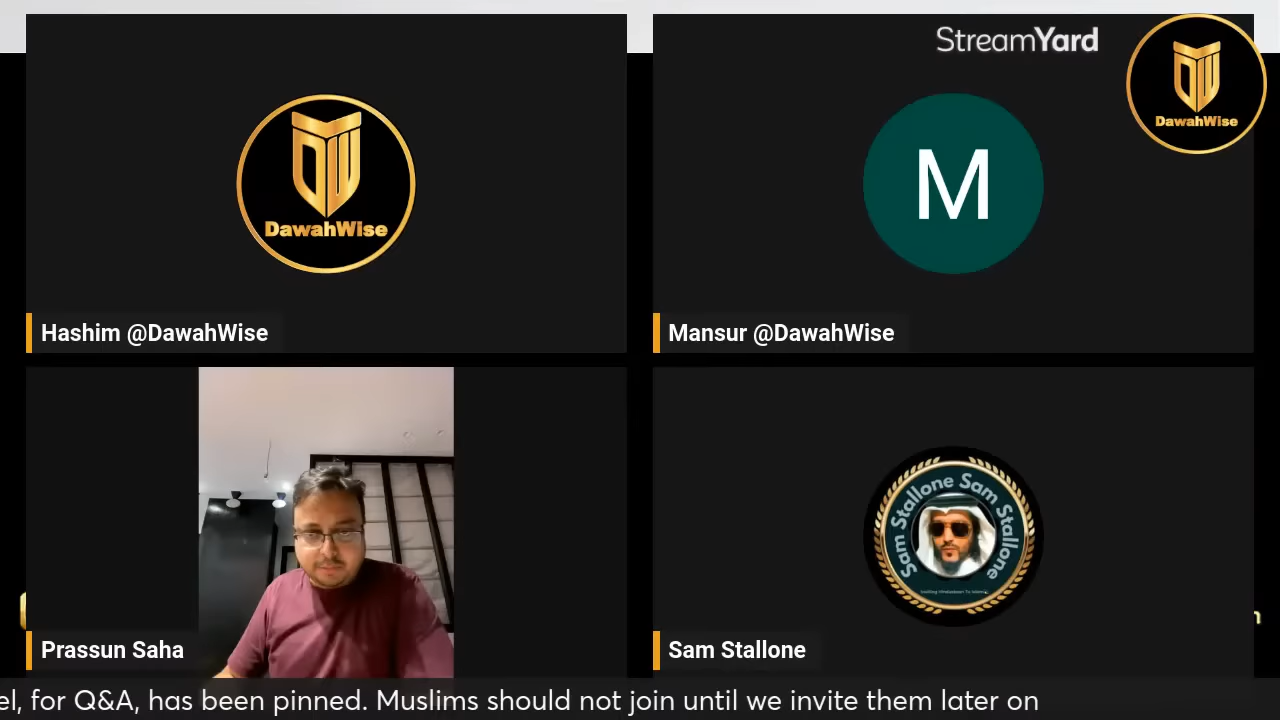 StreamYard
DawahWise
DawahWise
M
Hashim @DawahWise
Mansur @DawahWise
Sam Stallone Sam Stallone
Prassun Saha
Sam Stallone
el, for Q&A, has been pinned. Muslims should not join until we invite them later on